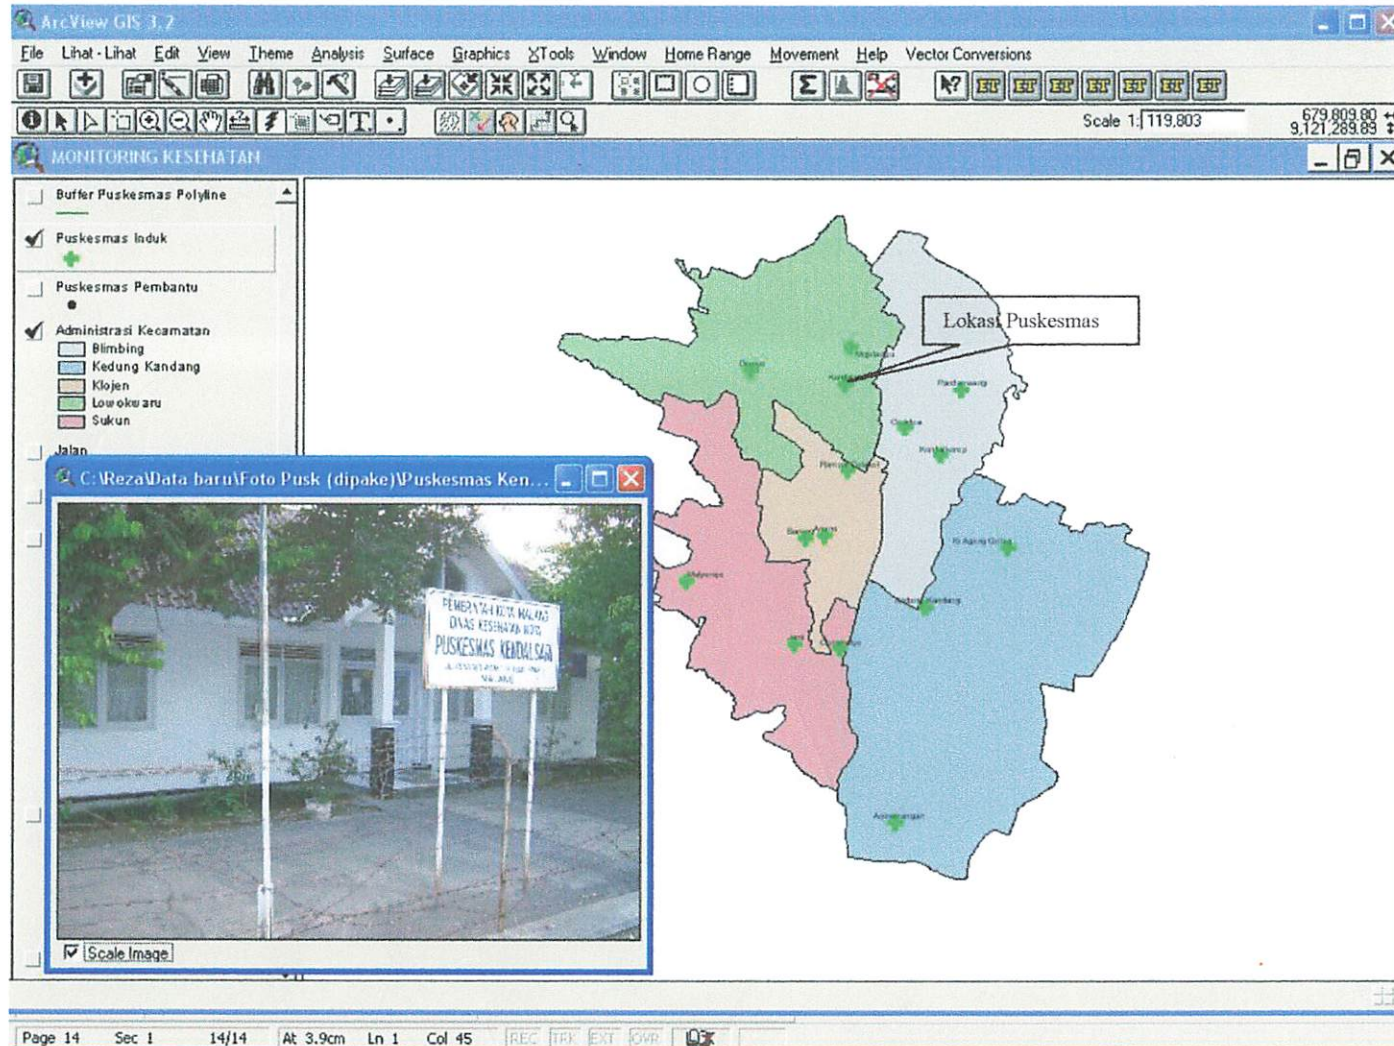 ArcView GIS 3.2
File Lihat - Lihat Edit View Theme Analysis Surface Graphics XTools Window Home Range Movement Help Vector Conversions
Scale 1: 119,803
679,809.80
9,121,289.89
MONITORING KESEHATAN
Buffer Puskesmas Polyline
Puskesmas Induk
Puskesmas Pembantu
Administrasi Kecamatan
Blimbing
Kedung Kandang
Klojen
Lowokwaru
Sukun
Jalan
Lokasi Puskesmas
C:\Reza\Data baru\Foto Pusk (dipake)\Puskesmas Ken...
PEMERINTAH KOTA MALANG
DINAS KESEHATAN KOTA
PUSKESMAS KENDALSARI
MALANG
Scale Image
Page 14 Sec 1 14/14 At 3.9cm Ln 1 Col 45 REC TRK EXT OVR